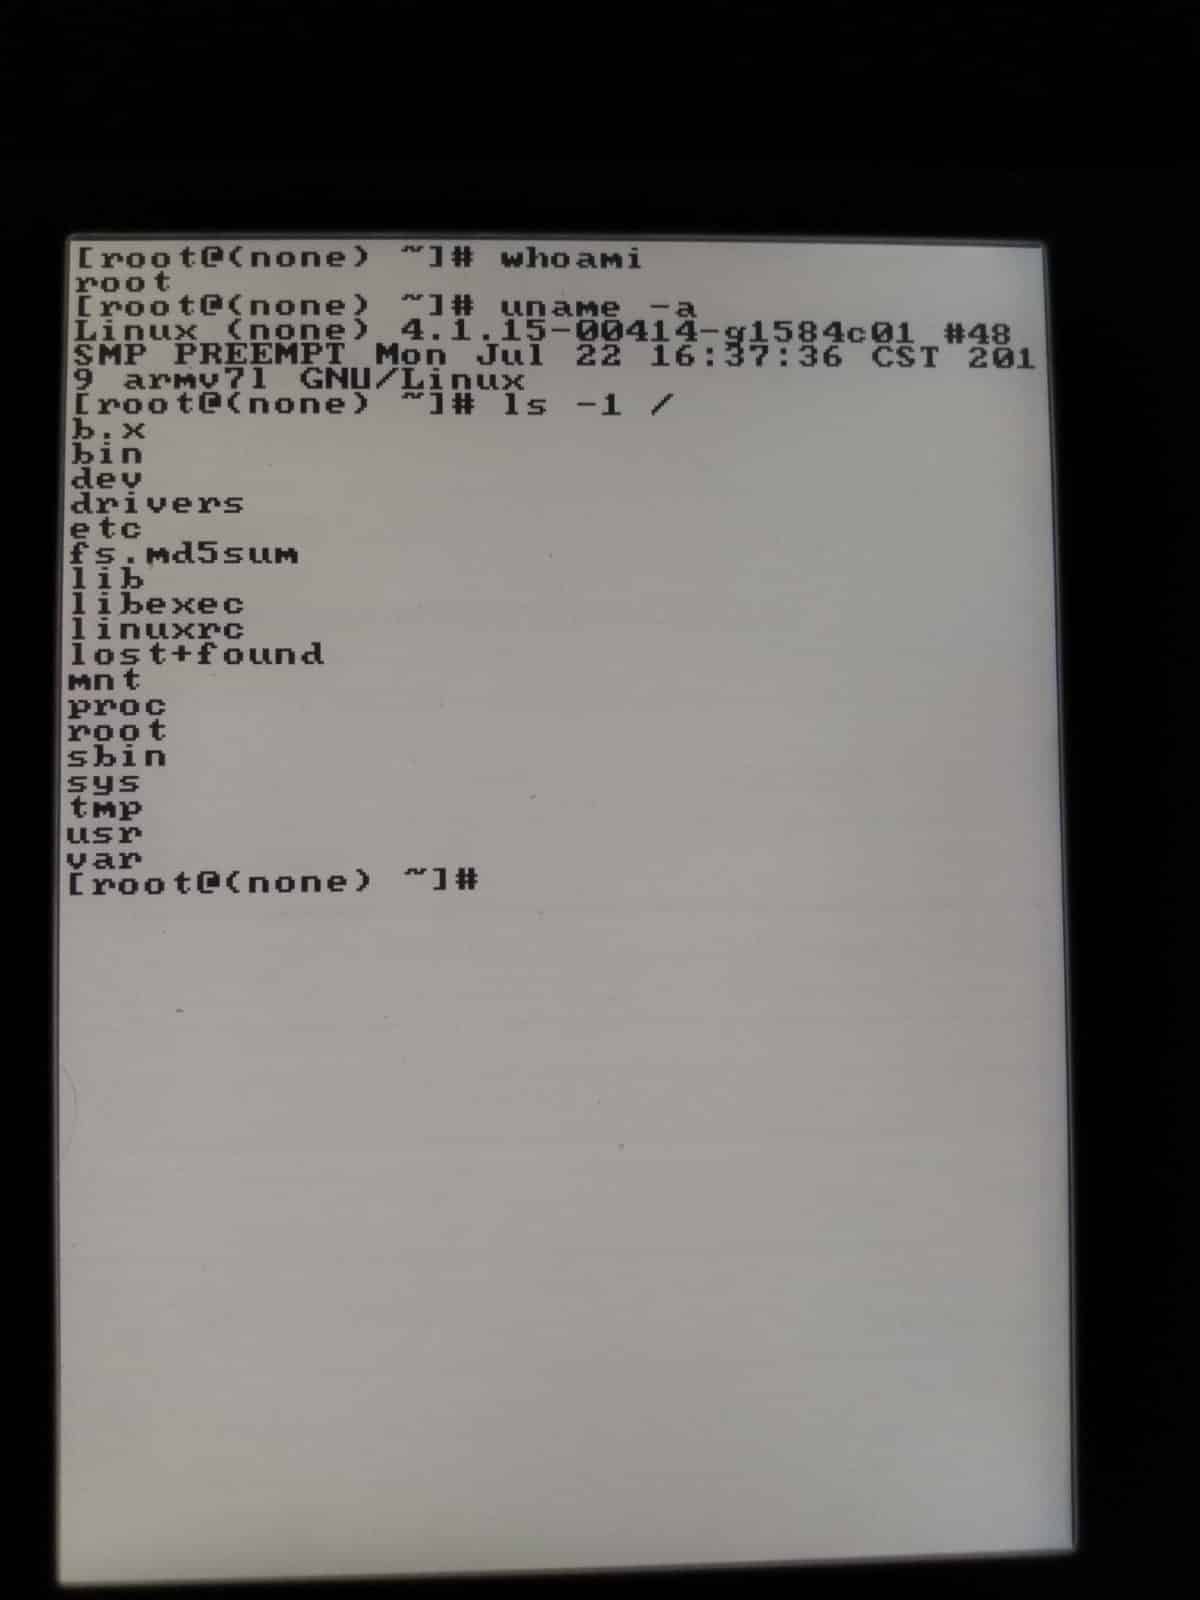 [root@(none) ~]# whoami
root
[root@(none) ~]# uname -a
Linux (none) 4.1.15-00414-g1584c01 #48
SMP PREEMPT Mon Jul 22 16:37:36 CST 201
9 armv7l GNU/Linux
[root@(none) ~]# ls -1 /
b.x
bin
dev
drivers
etc
fs.md5sum
lib
libexec
linuxrc
lost+found
mnt
proc
root
sbin
sys
tmp
usr
var
[root@(none) ~]#